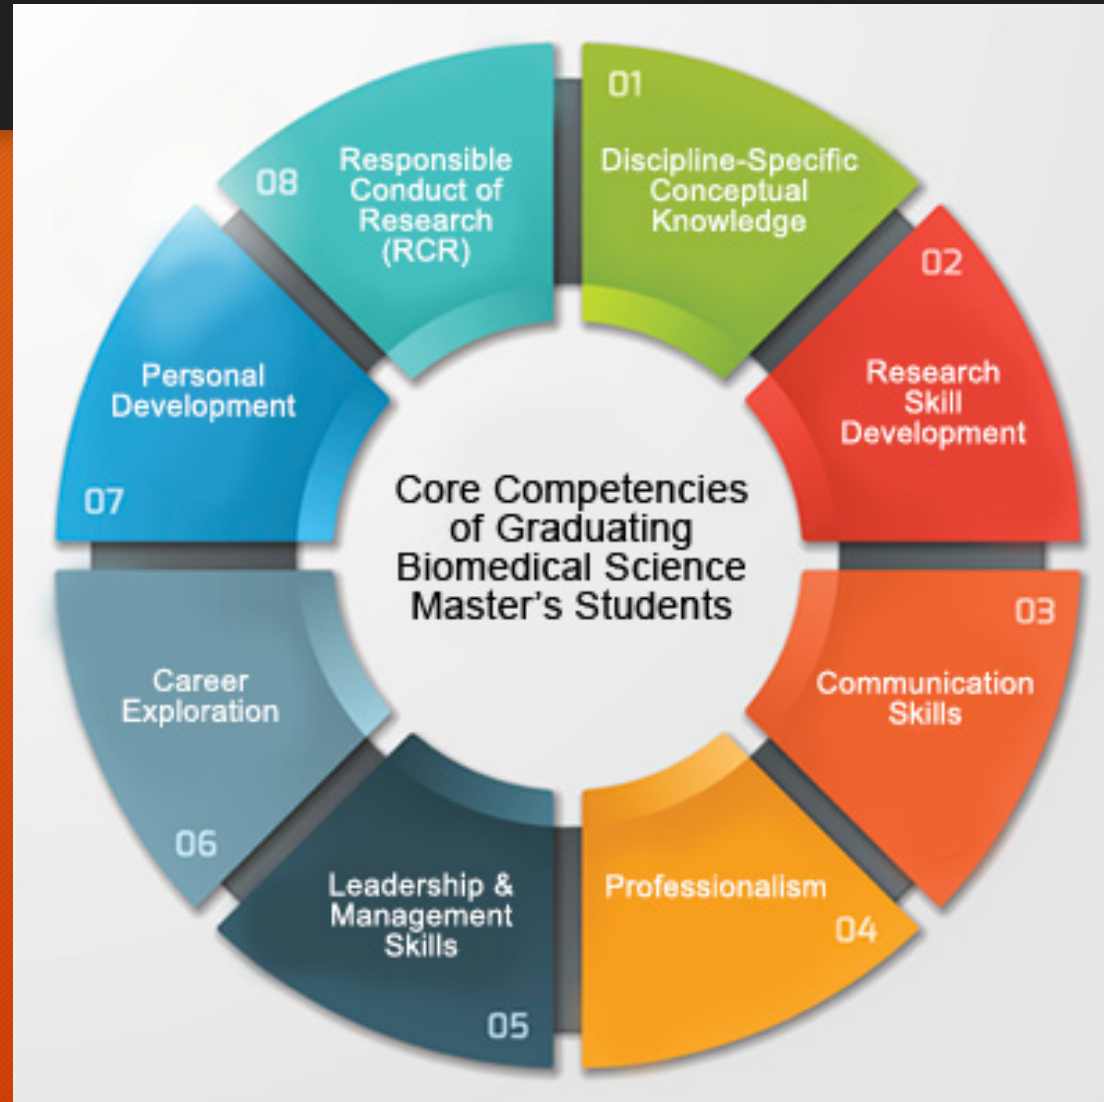 01
Discipline-Specific
Conceptual
Knowledge
02
Research
Skill
Development
03
Communication
Skills
Professionalism
04
Leadership &
Management
Skills
05
Career
Exploration
06
Personal
Development
07
08
Responsible
Conduct of
Research
(RCR)
Core Competencies
of Graduating
Biomedical Science
Master's Students